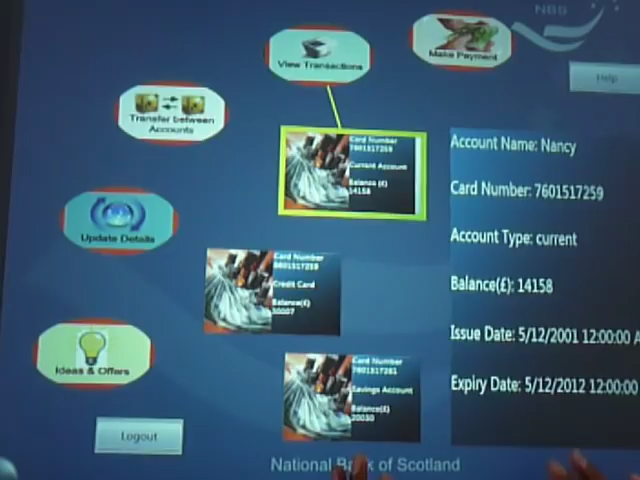 NBS
View Transactions
Make Payment
Help
Transfer between
Accounts
Card Number
7601517259
Current Account
Balance (£)
14158
Account Name: Nancy
Card Number: 7601517259
Account Type: current
Balance(£): 14158
Issue Date: 5/12/2001 12:00:00 A
Expiry Date: 5/12/2012 12:00:00
Update Details
Card Number
Credit Card
Balance(£)
Ideas & Offers
Card Number
Savings Account
Balance(£)
20030
Logout
National Bank of Scotland